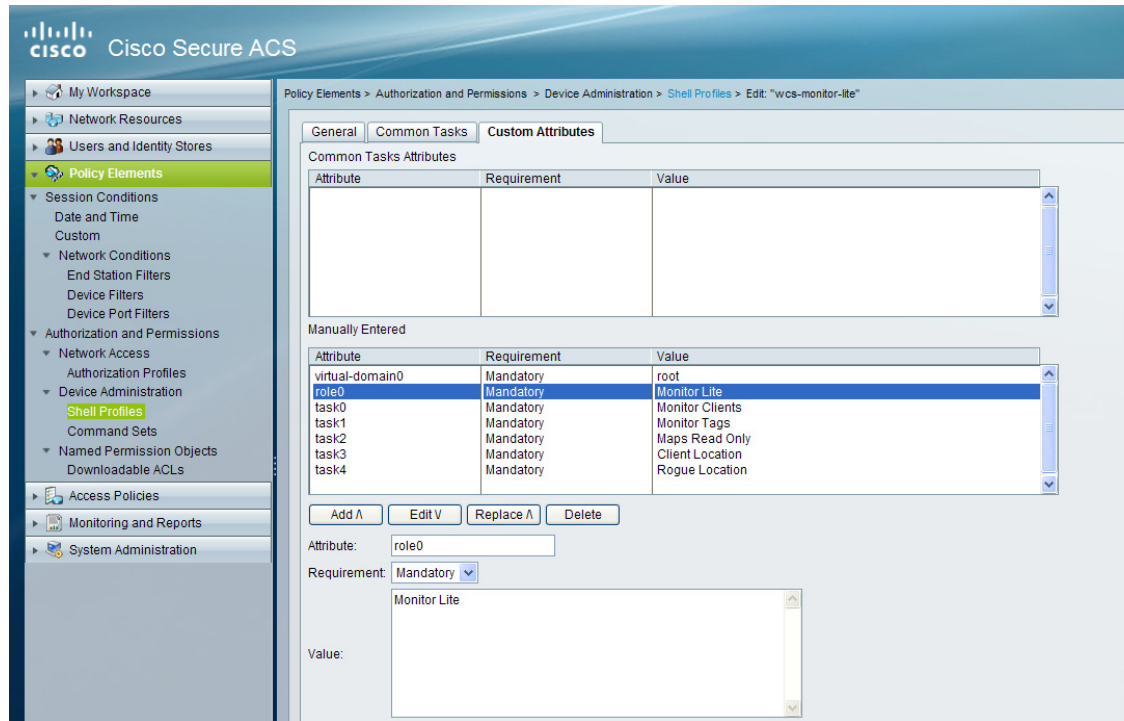 CISCO Cisco Secure ACS
My Workspace
Network Resources
Users and Identity Stores
Policy Elements
Session Conditions
Date and Time
Custom
Network Conditions
End Station Filters
Device Filters
Device Port Filters
Authorization and Permissions
Network Access
Authorization Profiles
Device Administration
Shell Profiles
Command Sets
Named Permission Objects
Downloadable ACLs
Access Policies
Monitoring and Reports
System Administration
Policy Elements > Authorization and Permissions > Device Administration > Shell Profiles > Edit: "wcs-monitor-lite"
General Common Tasks Custom Attributes
Common Tasks Attributes
Attribute Requirement Value
Manually Entered
Attribute Requirement Value
virtual-domain0 Mandatory root
role0 Mandatory Monitor Lite
task0 Mandatory Monitor Clients
task1 Mandatory Monitor Tags
task2 Mandatory Maps Read Only
task3 Mandatory Client Location
task4 Mandatory Rogue Location
Add /\ Edit \/ Replace /\ Delete
Attribute: role0
Requirement: Mandatory
Monitor Lite
Value: